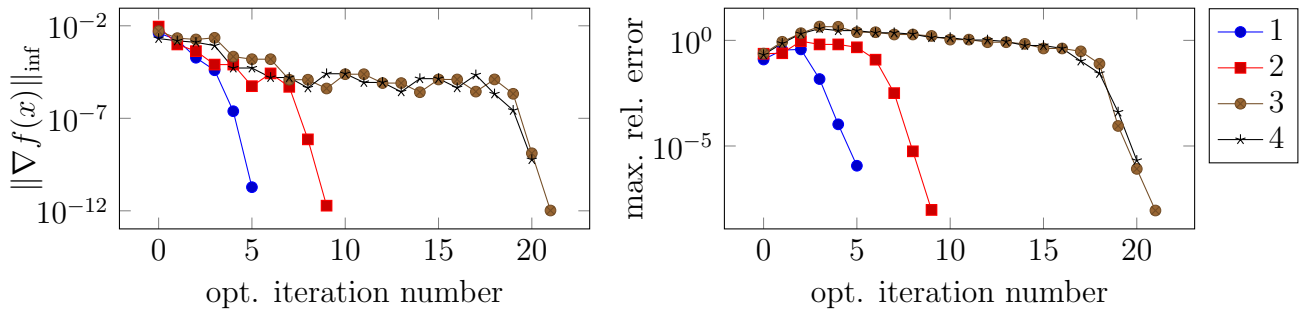 ‖∇f(x)‖inf
10^−2
10^−7
10^−12
0 5 10 15 20
opt. iteration number
max. rel. error
10^0
10^−5
0 5 10 15 20
opt. iteration number
1
2
3
4